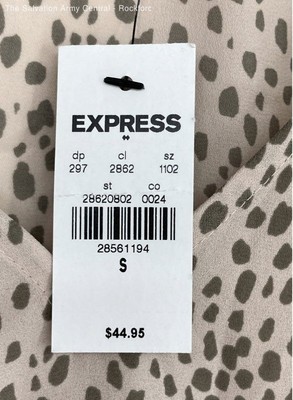 The Salvation Army Central - Rockford
EXPRESS
dp cl sz
297 2862 1102
st co
28620802 0024
28561194
S
$44.95